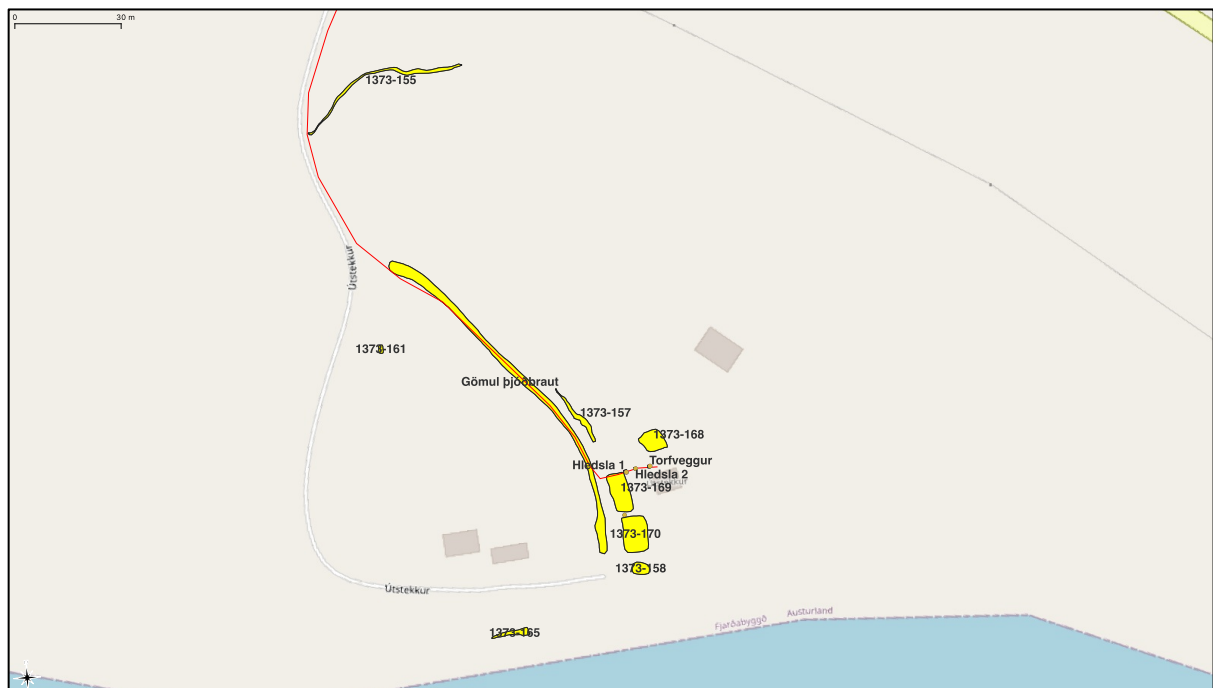 0 30 m
1373-155
Útstekkur
1373-161
Gömul þjóðbraut
1373-157
1373-168
Hledsla 1
Torfveggur
Hledsla 2
1373-169
1373-170
1373-158
Útstekkur
1373-165
Fjarðabyggð
Austurland